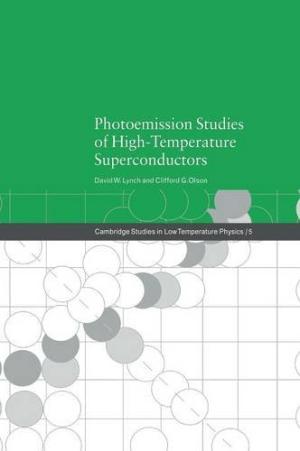 Photoemission Studies
of High-Temperature
Superconductors
David W. Lynch and Clifford G. Olson
Cambridge Studies in Low Temperature Physics / 5